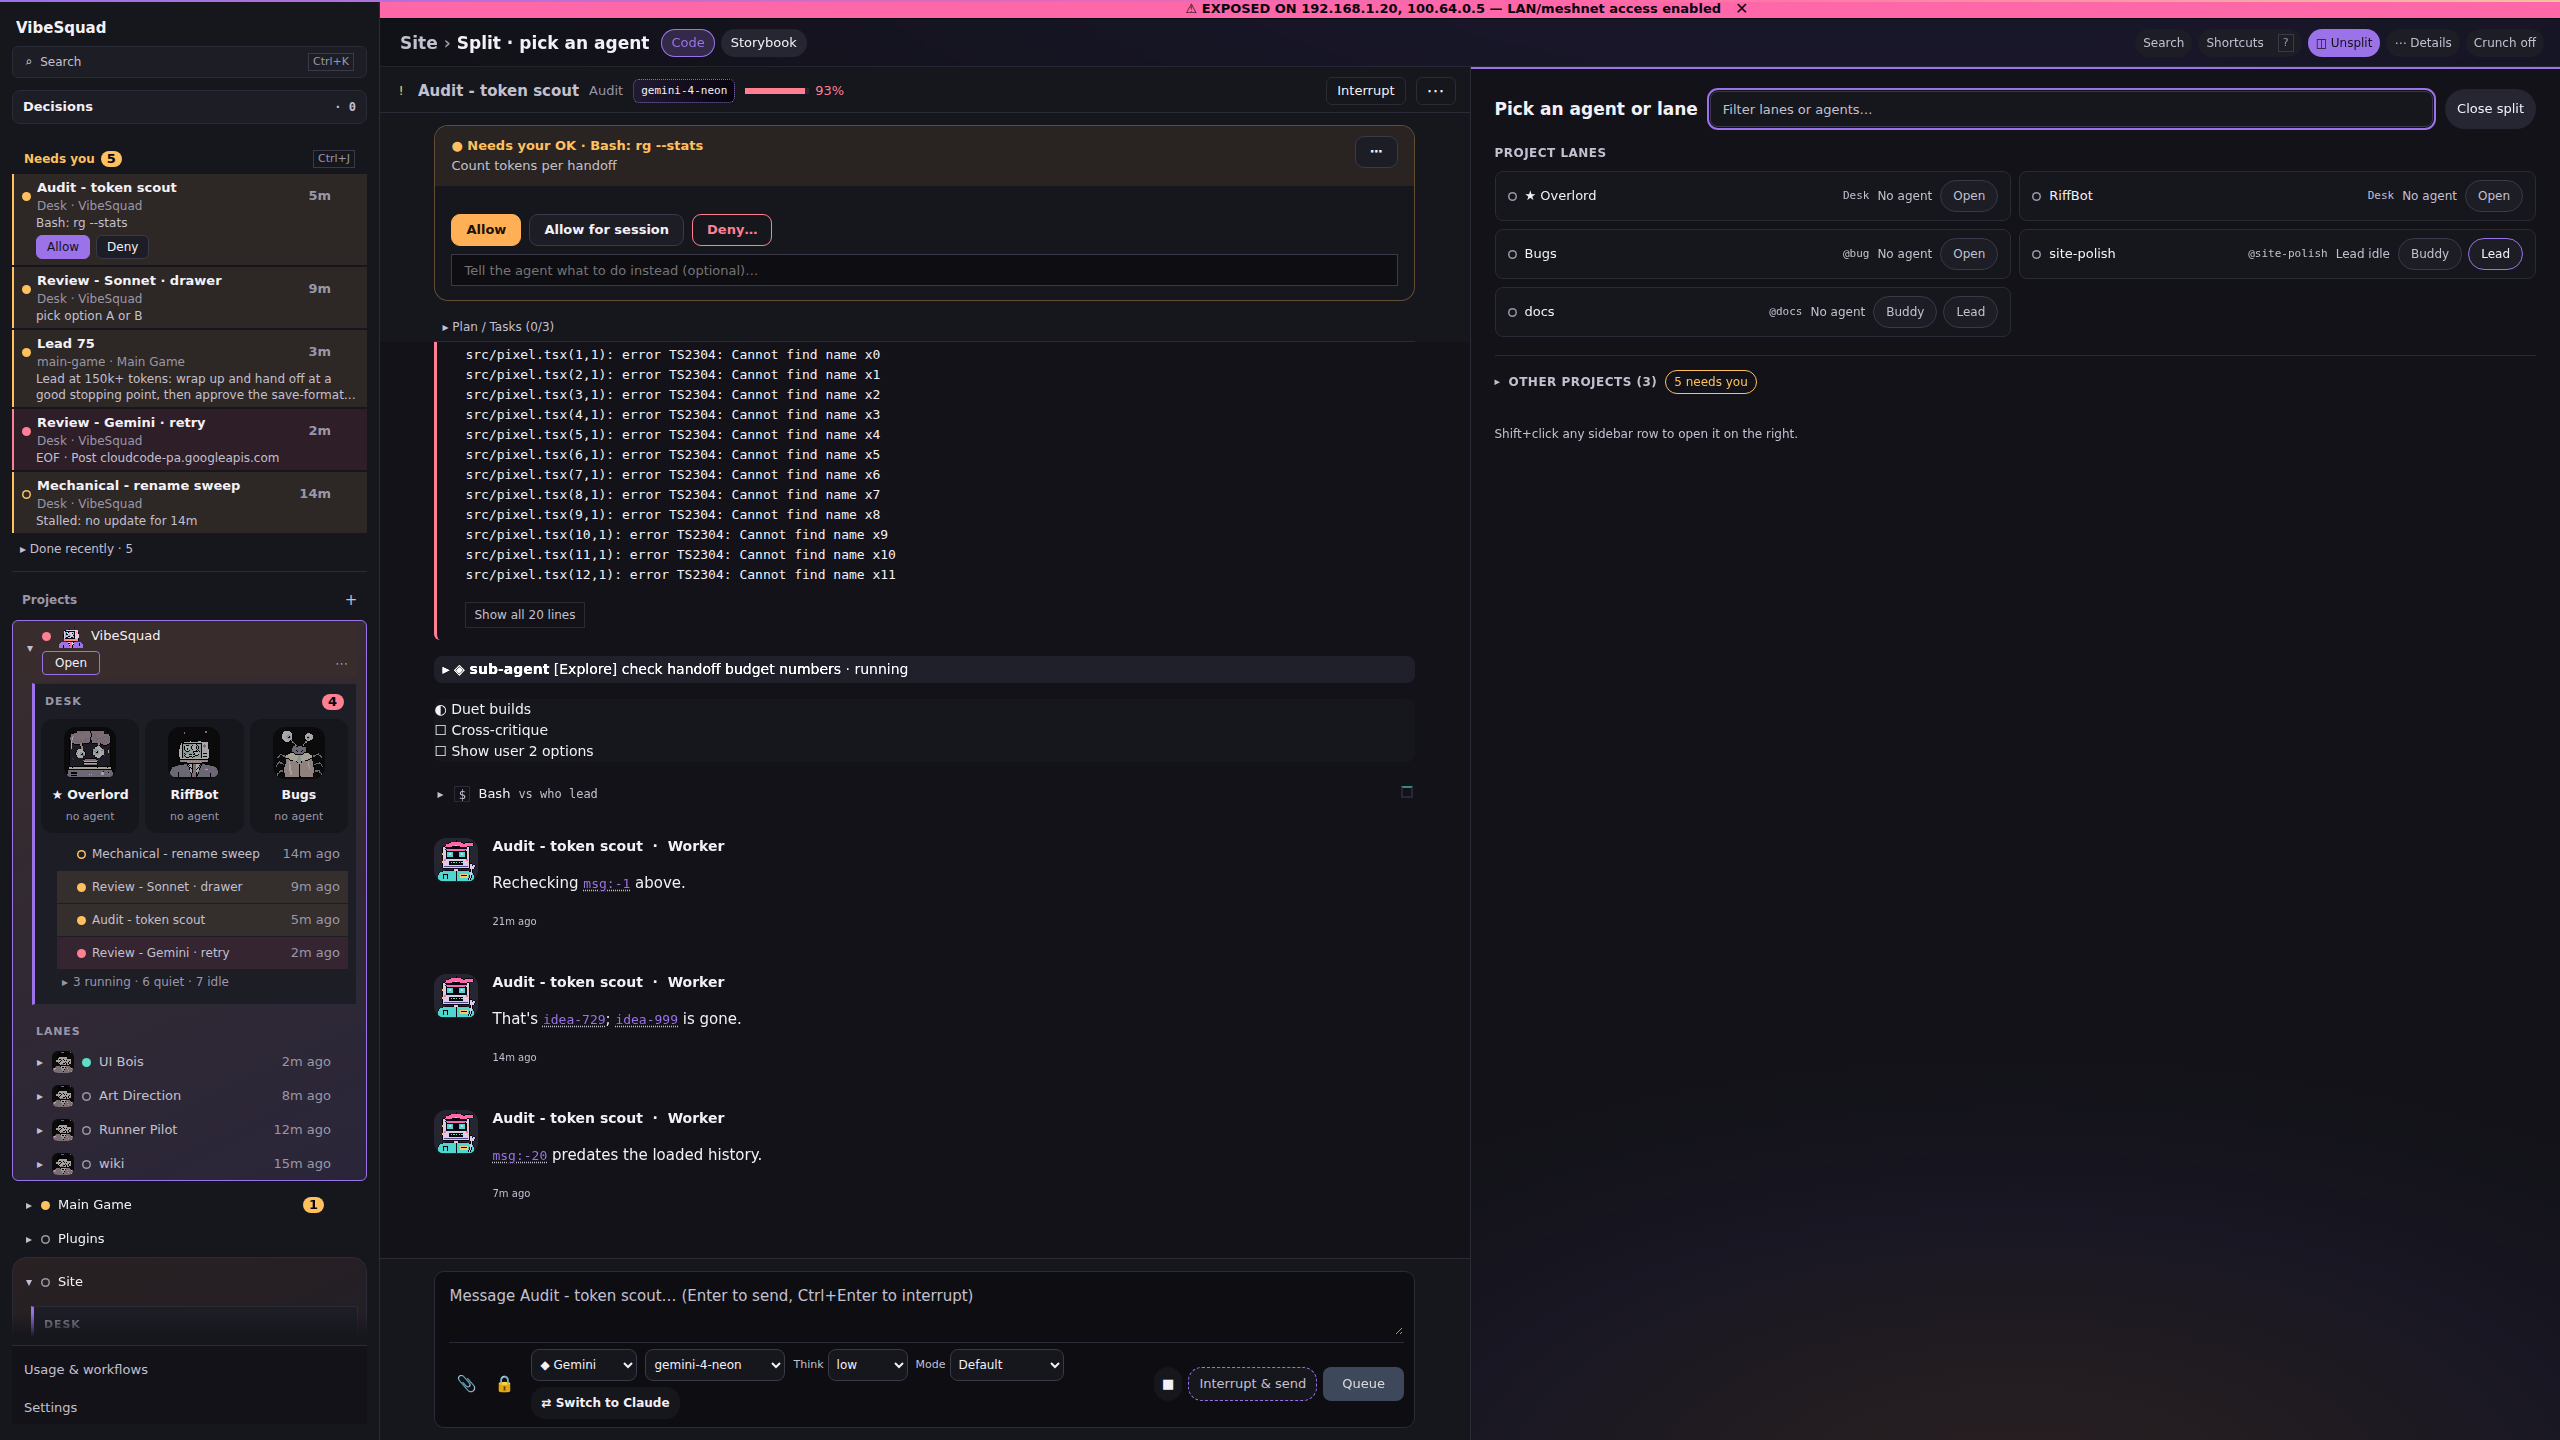 ⚠ EXPOSED ON 192.168.1.20, 100.64.0.5 — LAN/meshnet access enabled ✕
VibeSquad
Search Ctrl+K
Decisions · 0
Needs you 5 Ctrl+J
Audit - token scout 5m
Desk · VibeSquad
Bash: rg --stats
Allow Deny
Review - Sonnet · drawer 9m
Desk · VibeSquad
pick option A or B
Lead 75 3m
main-game · Main Game
Lead at 150k+ tokens: wrap up and hand off at a
good stopping point, then approve the save-format…
Review - Gemini · retry 2m
Desk · VibeSquad
EOF · Post cloudcode-pa.googleapis.com
Mechanical - rename sweep 14m
Desk · VibeSquad
Stalled: no update for 14m
▸ Done recently · 5
Projects +
▾ VibeSquad
Open ⋯
DESK 4
★ Overlord
no agent
RiffBot
no agent
Bugs
no agent
Mechanical - rename sweep 14m ago
Review - Sonnet · drawer 9m ago
Audit - token scout 5m ago
Review - Gemini · retry 2m ago
▸ 3 running · 6 quiet · 7 idle
LANES
▸ UI Bois 2m ago
▸ Art Direction 8m ago
▸ Runner Pilot 12m ago
▸ wiki 15m ago
▸ Main Game 1
▸ Plugins
▾ Site
DESK
Usage & workflows
Settings
Site › Split · pick an agent Code Storybook
Search Shortcuts ? ◫ Unsplit ⋯ Details Crunch off
! Audit - token scout Audit gemini-4-neon 93% Interrupt ⋯
● Needs your OK · Bash: rg --stats ⋯
Count tokens per handoff
Allow Allow for session Deny…
Tell the agent what to do instead (optional)…
▸ Plan / Tasks (0/3)
src/pixel.tsx(1,1): error TS2304: Cannot find name x0
src/pixel.tsx(2,1): error TS2304: Cannot find name x1
src/pixel.tsx(3,1): error TS2304: Cannot find name x2
src/pixel.tsx(4,1): error TS2304: Cannot find name x3
src/pixel.tsx(5,1): error TS2304: Cannot find name x4
src/pixel.tsx(6,1): error TS2304: Cannot find name x5
src/pixel.tsx(7,1): error TS2304: Cannot find name x6
src/pixel.tsx(8,1): error TS2304: Cannot find name x7
src/pixel.tsx(9,1): error TS2304: Cannot find name x8
src/pixel.tsx(10,1): error TS2304: Cannot find name x9
src/pixel.tsx(11,1): error TS2304: Cannot find name x10
src/pixel.tsx(12,1): error TS2304: Cannot find name x11
Show all 20 lines
▸ ◈ sub-agent [Explore] check handoff budget numbers · running
◐ Duet builds
☐ Cross-critique
☐ Show user 2 options
▸ $ Bash vs who lead
Audit - token scout · Worker
Rechecking msg:-1 above.
21m ago
Audit - token scout · Worker
That's idea-729; idea-999 is gone.
14m ago
Audit - token scout · Worker
msg:-20 predates the loaded history.
7m ago
Message Audit - token scout… (Enter to send, Ctrl+Enter to interrupt)
◆ Gemini gemini-4-neon Think low Mode Default
⇄ Switch to Claude
■ Interrupt & send Queue
Pick an agent or lane Filter lanes or agents… Close split
PROJECT LANES
★ Overlord Desk No agent Open
RiffBot Desk No agent Open
Bugs @bug No agent Open
site-polish @site-polish Lead idle Buddy Lead
docs @docs No agent Buddy Lead
▸ OTHER PROJECTS (3) 5 needs you
Shift+click any sidebar row to open it on the right.